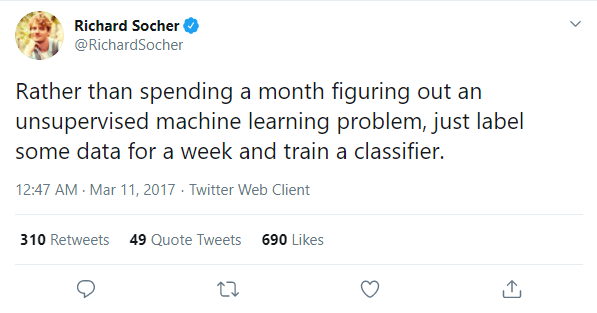 Richard Socher
@RichardSocher
Rather than spending a month figuring out an
unsupervised machine learning problem, just label
some data for a week and train a classifier.
12:47 AM · Mar 11, 2017 · Twitter Web Client
310 Retweets 49 Quote Tweets 690 Likes